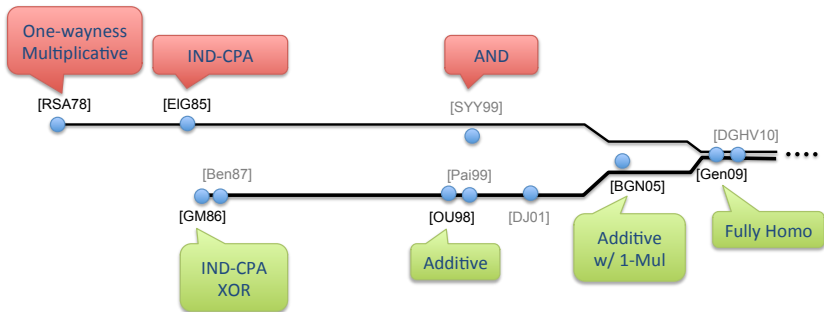 One-wayness
Multiplicative
IND-CPA
AND
[RSA78]
[ElG85]
[SYY99]
[DGHV10]
[Ben87]
[Pai99]
[GM86]
[OU98]
[DJ01]
[BGN05]
[Gen09]
IND-CPA
XOR
Additive
Additive
w/ 1-Mul
Fully Homo